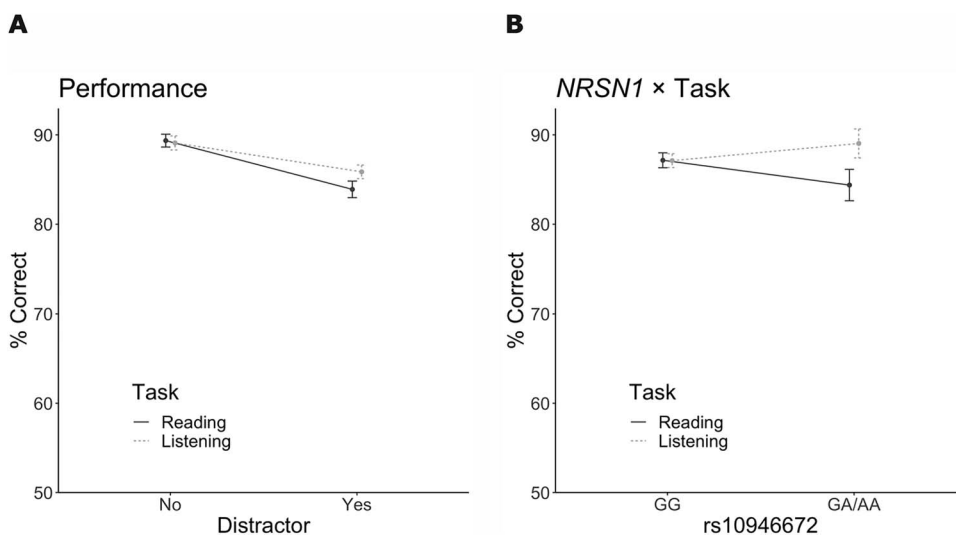 A
Performance
90
80
70
60
50
% Correct
Task
Reading
Listening
No
Yes
Distractor
B
NRSN1 × Task
90
80
70
60
50
% Correct
Task
Reading
Listening
GG
GA/AA
rs10946672